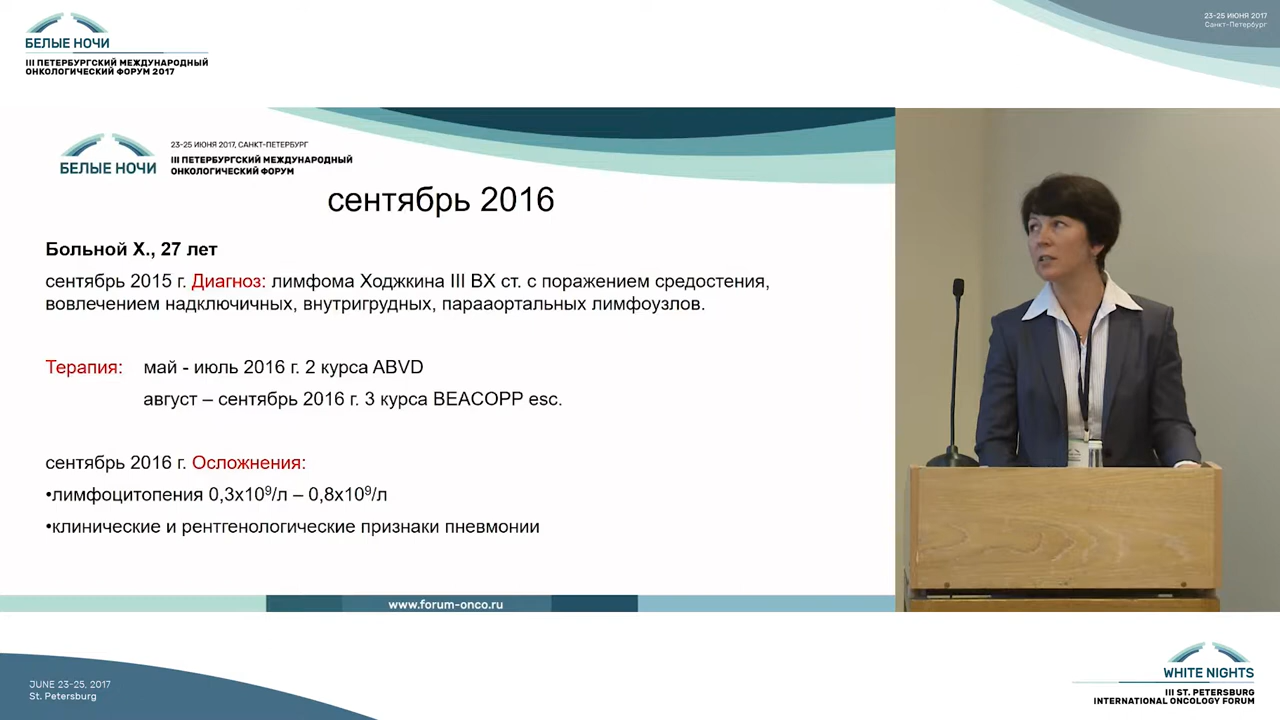 БЕЛЫЕ НОЧИ
III ПЕТЕРБУРГСКИЙ МЕЖДУНАРОДНЫЙ
ОНКОЛОГИЧЕСКИЙ ФОРУМ 2017
23-25 ИЮНЯ 2017
Санкт-Петербург
БЕЛЫЕ НОЧИ
23-25 ИЮНЯ 2017, САНКТ-ПЕТЕРБУРГ
III ПЕТЕРБУРГСКИЙ МЕЖДУНАРОДНЫЙ
ОНКОЛОГИЧЕСКИЙ ФОРУМ
сентябрь 2016
Больной Х., 27 лет
сентябрь 2015 г. Диагноз: лимфома Ходжкина III BX ст. с поражением средостения,
вовлечением надключичных, внутригрудных, парааортальных лимфоузлов.
Терапия: май - июль 2016 г. 2 курса ABVD
август – сентябрь 2016 г. 3 курса BEACOPP esc.
сентябрь 2016 г. Осложнения:
•лимфоцитопения 0,3х10⁹/л – 0,8х10⁹/л
•клинические и рентгенологические признаки пневмонии
www.forum-onco.ru
JUNE 23-25, 2017
St. Petersburg
WHITE NIGHTS
III ST. PETERSBURG
INTERNATIONAL ONCOLOGY FORUM